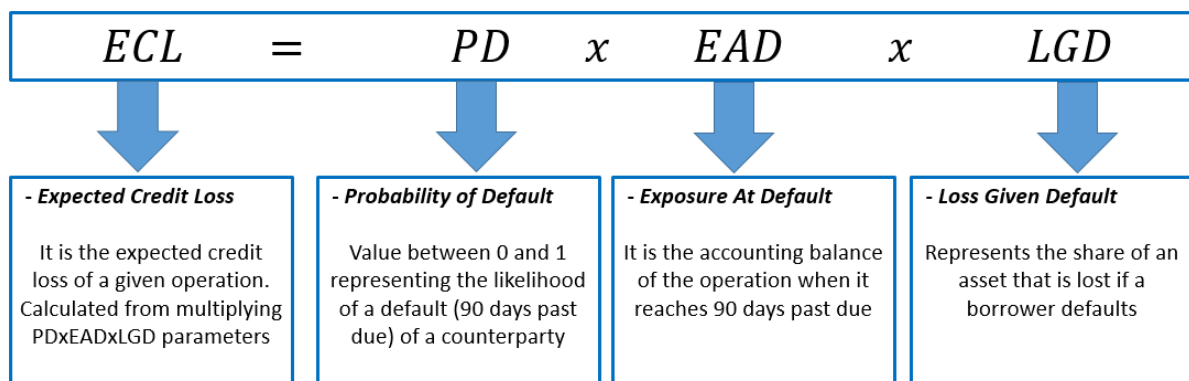 ECL = PD x EAD x LGD
- Expected Credit Loss
It is the expected credit
loss of a given operation.
Calculated from multiplying
PDxEADxLGD parameters
- Probability of Default
Value between 0 and 1
representing the likelihood
of a default (90 days past
due) of a counterparty
- Exposure At Default
It is the accounting balance
of the operation when it
reaches 90 days past due
- Loss Given Default
Represents the share of an
asset that is lost if a
borrower defaults